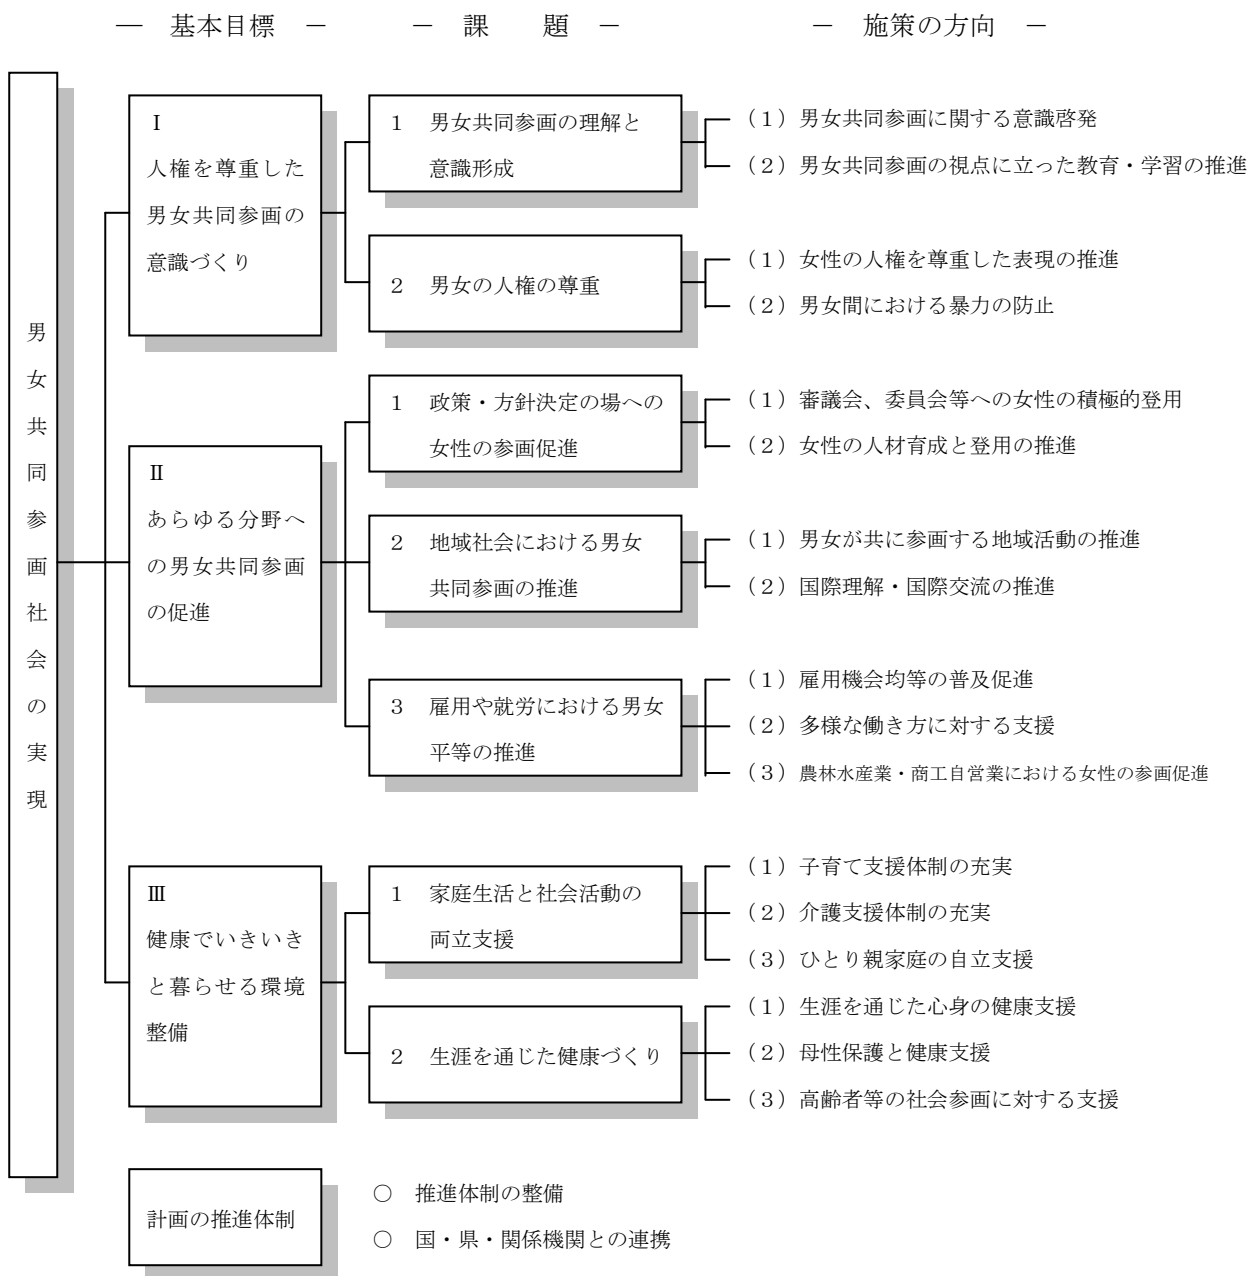 ― 基本目標 ―
― 課　題 ―
― 施策の方向 ―
男女共同参画社会の実現
Ⅰ
人権を尊重した
男女共同参画の
意識づくり
1　男女共同参画の理解と
意識形成
（１）男女共同参画に関する意識啓発
（２）男女共同参画の視点に立った教育・学習の推進
2　男女の人権の尊重
（１）女性の人権を尊重した表現の推進
（２）男女間における暴力の防止
Ⅱ
あらゆる分野へ
の男女共同参画
の促進
1　政策・方針決定の場への
女性の参画促進
（１）審議会、委員会等への女性の積極的登用
（２）女性の人材育成と登用の推進
2　地域社会における男女
共同参画の推進
（１）男女が共に参画する地域活動の推進
（２）国際理解・国際交流の推進
3　雇用や就労における男女
平等の推進
（１）雇用機会均等の普及促進
（２）多様な働き方に対する支援
（３）農林水産業・商工自営業における女性の参画促進
Ⅲ
健康でいきいき
と暮らせる環境
整備
1　家庭生活と社会活動の
両立支援
（１）子育て支援体制の充実
（２）介護支援体制の充実
（３）ひとり親家庭の自立支援
2　生涯を通じた健康づくり
（１）生涯を通じた心身の健康支援
（２）母性保護と健康支援
（３）高齢者等の社会参画に対する支援
計画の推進体制
○　推進体制の整備
○　国・県・関係機関との連携